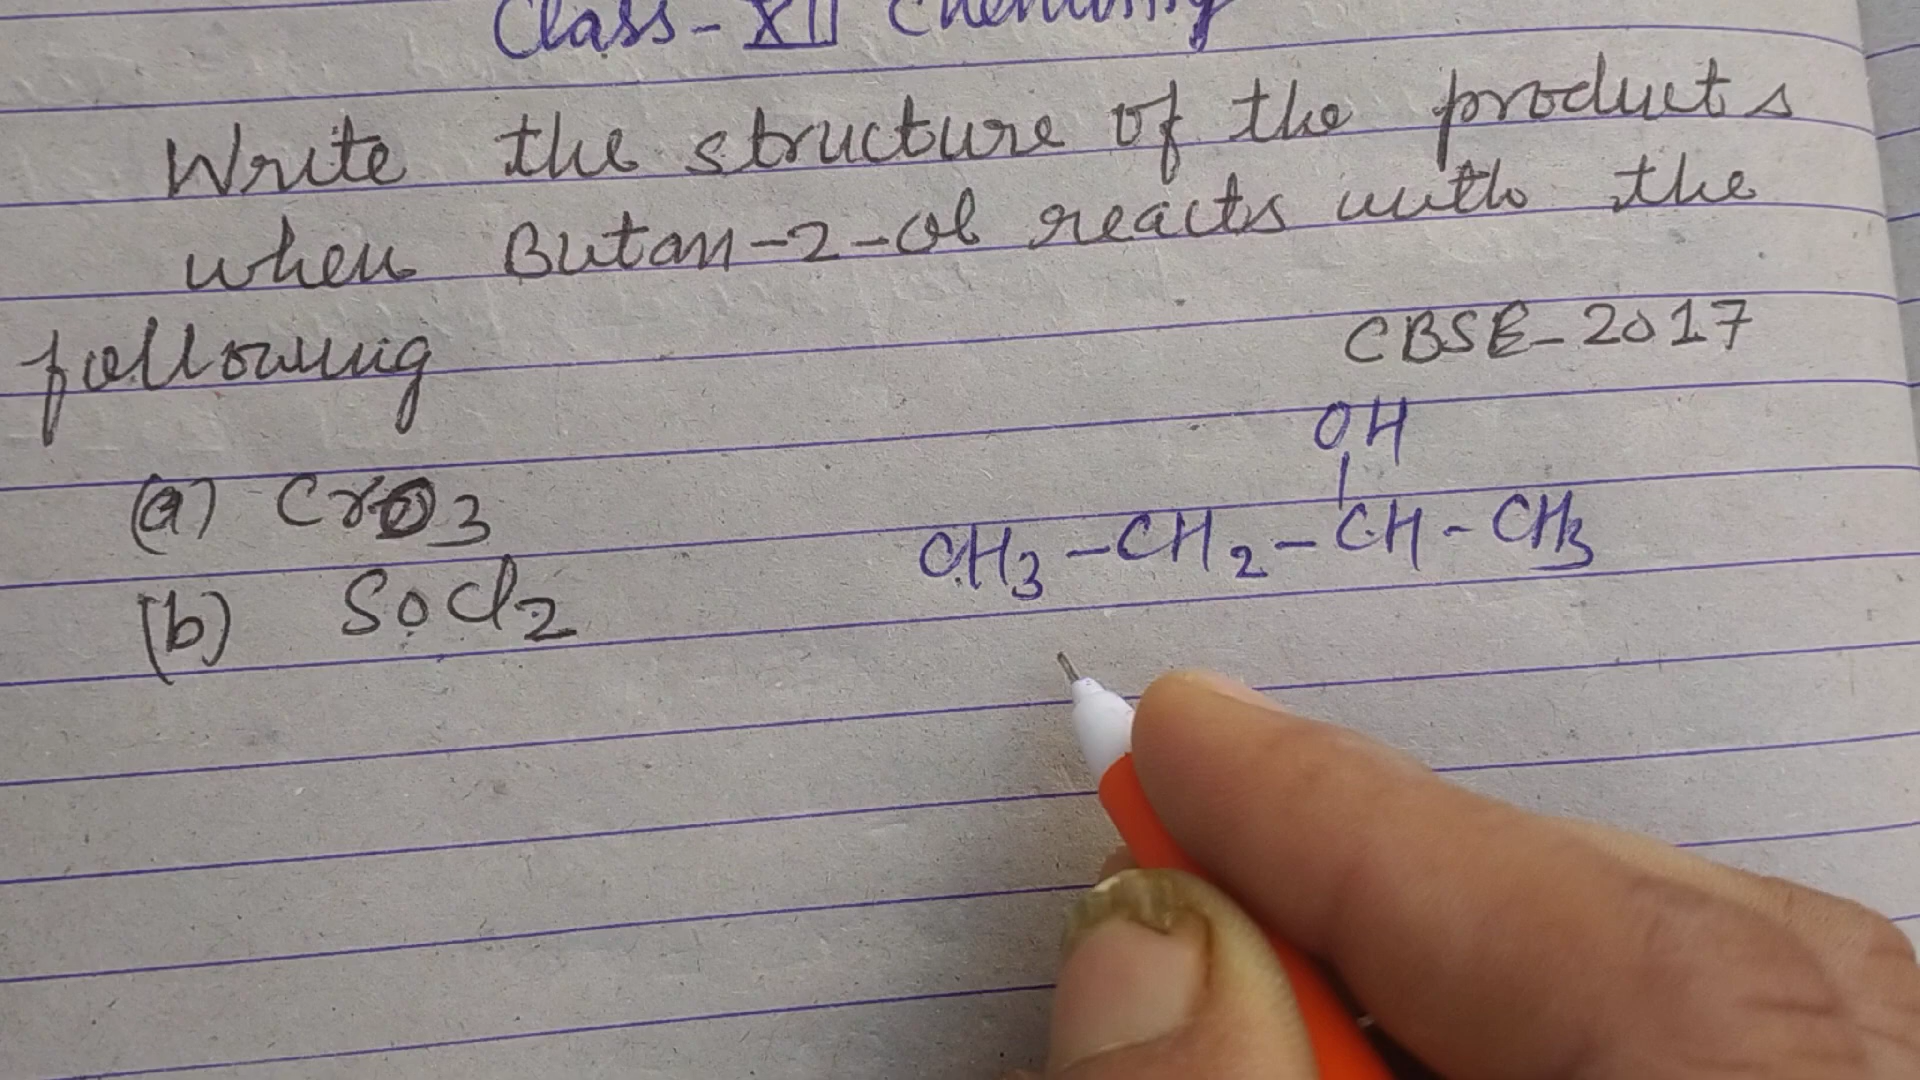 Class-XII Chemistry
Write the structure of the products
when Butan-2-ol reacts with the
following
CBSE-2017
(a) CrO3
(b) SOCl2
OH
|
CH3-CH2-CH-CH3